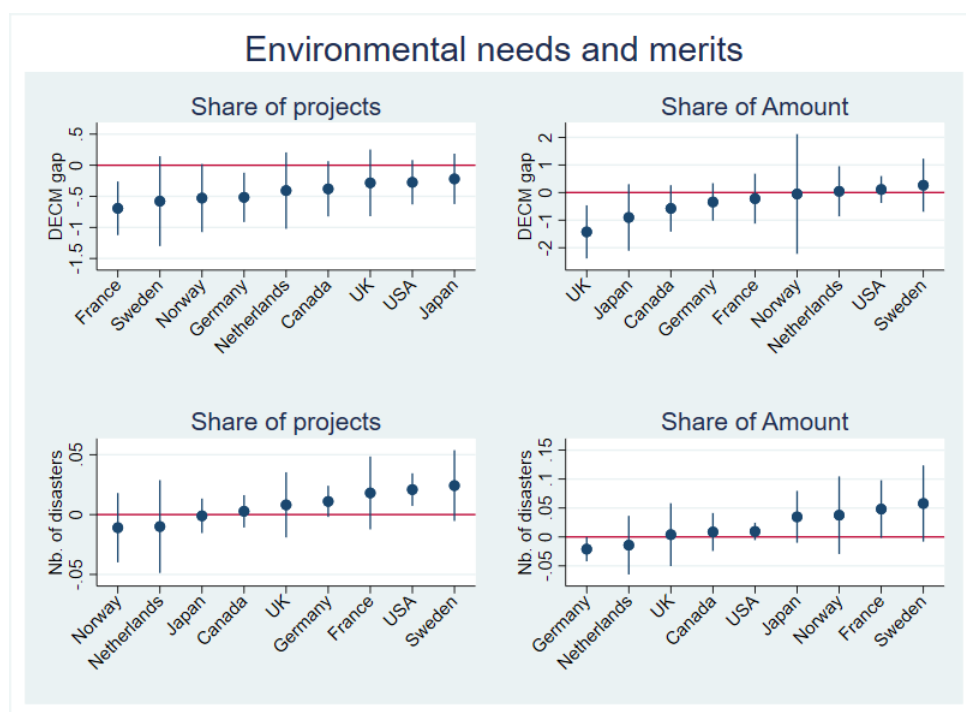 Environmental needs and merits
Share of projects
DECM gap
.5
0
-.5
-1
-1.5
France
Sweden
Norway
Germany
Netherlands
Canada
UK
USA
Japan
Share of Amount
DECM gap
2
1
0
-1
-2
UK
Japan
Canada
Germany
France
Norway
Netherlands
USA
Sweden
Share of projects
Nb. of disasters
.05
0
-.05
Norway
Netherlands
Japan
Canada
UK
Germany
France
USA
Sweden
Share of Amount
Nb. of disasters
.15
.1
.05
0
-.05
Germany
Netherlands
UK
Canada
USA
Japan
Norway
France
Sweden